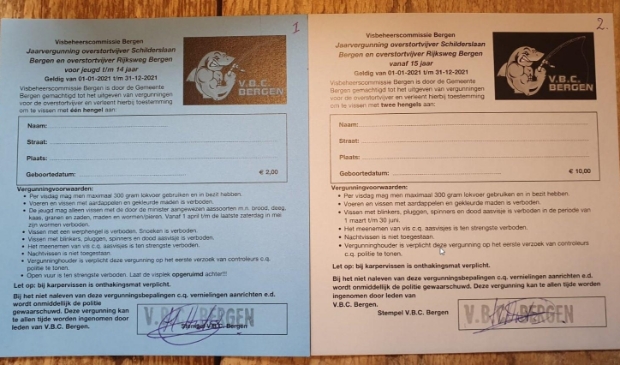 1
Visbeheerscommissie Bergen
Jaarvergunning overstortvijver Schilderslaan
Bergen en overstortvijver Rijksweg Bergen
voor jeugd t/m 14 jaar
Geldig van 01-01-2021 t/m 31-12-2021
Visbeheerscommissie Bergen is door de Gemeente
Bergen gemachtigd tot het uitgeven van vergunningen
voor de overstortvijver en verleent hierbij toestemming
om te vissen met één hengel aan:
V.B.C.
BERGEN
Naam:
Straat:
Plaats:
Geboortedatum: € 2,00
Vergunningvoorwaarden:
• Per visdag mag men maximaal 300 gram lokvoer gebruiken en in bezit hebben.
• Voeren en vissen met aardappelen en gekleurde maden is verboden.
• De jeugd mag alleen vissen met de door de minister aangewezen aassoorten m.n. brood, deeg,
kaas, granen en zaden, maden en wormen/pieren. Vanaf 1 april t/m de laatste zaterdag in mei
zijn wormen verboden.
• Vissen met een werphengel is verboden. Snoeken is verboden.
• Vissen met blinkers, pluggen, spinners en dood aasvisje is verboden.
• Het meenemen van vis c.q. aasvisjes is ten strengste verboden.
• Nachtvissen is niet toegestaan.
• Vergunninghouder is verplicht deze vergunning op het eerste verzoek van controleurs c.q.
politie te tonen.
• Open vuur is ten strengste verboden. Laat de visplek opgeruimd achter!!!
Let op: bij karpervissen is onthakingsmat verplicht.
Bij het niet naleven van deze vergunningsbepalingen c.q. vernielingen aanrichten e.d.
wordt onmiddellijk de politie
gewaarschuwd. Deze vergunning kan
te allen tijde worden ingenomen door
leden van V.B.C. Bergen.
V.B.C. BERGEN
Stempel V.B.C. Bergen
2.
Visbeheerscommissie Bergen
Jaarvergunning overstortvijver Schilderslaan
Bergen en overstortvijver Rijksweg Bergen
vanaf 15 jaar
Geldig van 01-01-2021 t/m 31-12-2021
Visbeheerscommissie Bergen is door de Gemeente
Bergen gemachtigd tot het uitgeven van vergunningen
voor de overstortvijver en verleent hierbij toestemming
om te vissen met twee hengels aan:
V.B.C.
BERGEN
Naam:
Straat:
Plaats:
Geboortedatum: € 10,00
Vergunningvoorwaarden:
• Per visdag mag men maximaal 300 gram lokvoer gebruiken en in bezit hebben.
• Voeren en vissen met aardappelen en gekleurde maden is verboden.
• Vissen met blinkers, pluggen, spinners en dood aasvisje is verboden in de periode van
1 maart t/m 30 juni.
• Het meenemen van vis c.q. aasvisjes is ten strengste verboden.
• Nachtvissen is niet toegestaan.
• Vergunninghouder is verplicht deze vergunning op het eerste verzoek van controleurs
c.q. politie te tonen.
Let op: bij karpervissen is onthakingsmat verplicht.
Bij het niet naleven van deze vergunningsbepalingen c.q. vernielingen aanrichten e.d.
wordt onmiddellijk de politie gewaarschuwd. Deze vergunning kan te allen tijde worden
ingenomen door leden van
V.B.C. Bergen.
Stempel V.B.C. Bergen
V.B.C. BERGEN